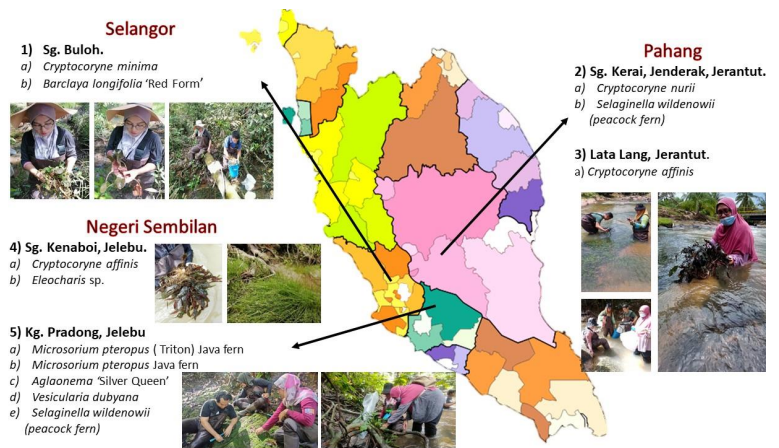 Selangor
1) Sg. Buloh.
a) Cryptocoryne minima
b) Barclaya longifolia ‘Red Form’
Pahang
2) Sg. Kerai, Jenderak, Jerantut.
a) Cryptocoryne nurii
b) Selaginella wildenowii
(peacock fern)
3) Lata Lang, Jerantut.
a) Cryptocoryne affinis
Negeri Sembilan
4) Sg. Kenaboi, Jelebu.
a) Cryptocoryne affinis
b) Eleocharis sp.
5) Kg. Pradong, Jelebu
a) Microsorium pteropus ( Triton) Java fern
b) Microsorium pteropus Java fern
c) Aglaonema ‘Silver Queen’
d) Vesicularia dubyana
e) Selaginella wildenowii
(peacock fern)